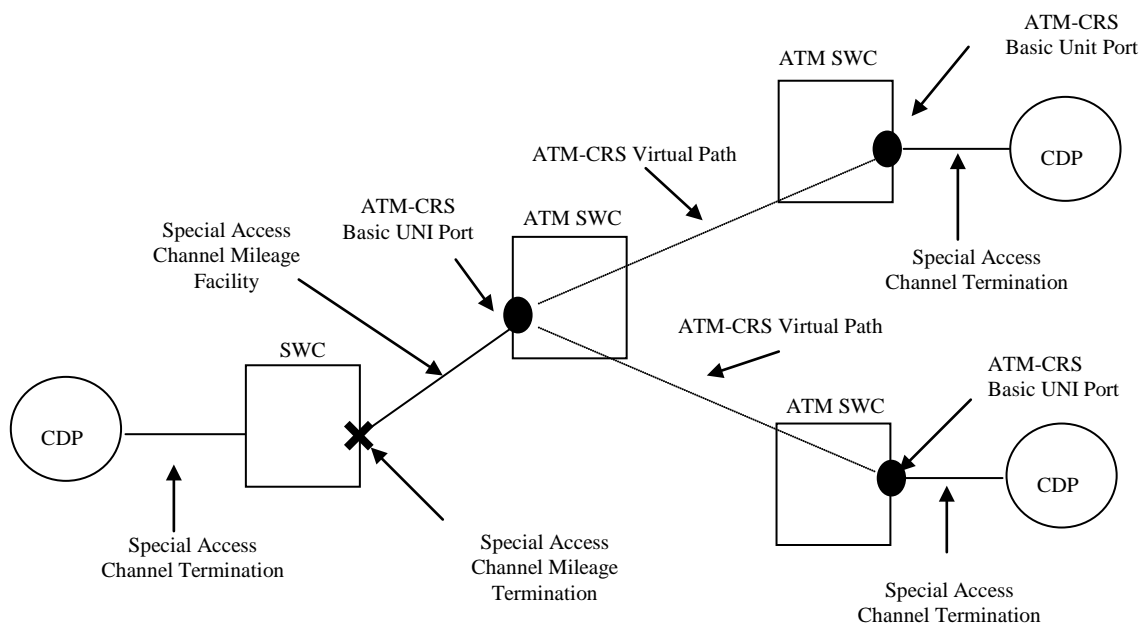 ATM-CRS
Basic Unit Port
ATM SWC
CDP
ATM-CRS Virtual Path
ATM-CRS
Basic UNI Port
ATM SWC
Special Access
Channel Mileage
Facility
Special Access
Channel Termination
ATM-CRS Virtual Path
SWC
ATM-CRS
Basic UNI Port
ATM SWC
CDP
CDP
Special Access
Channel Termination
Special Access
Channel Mileage
Termination
Special Access
Channel Termination